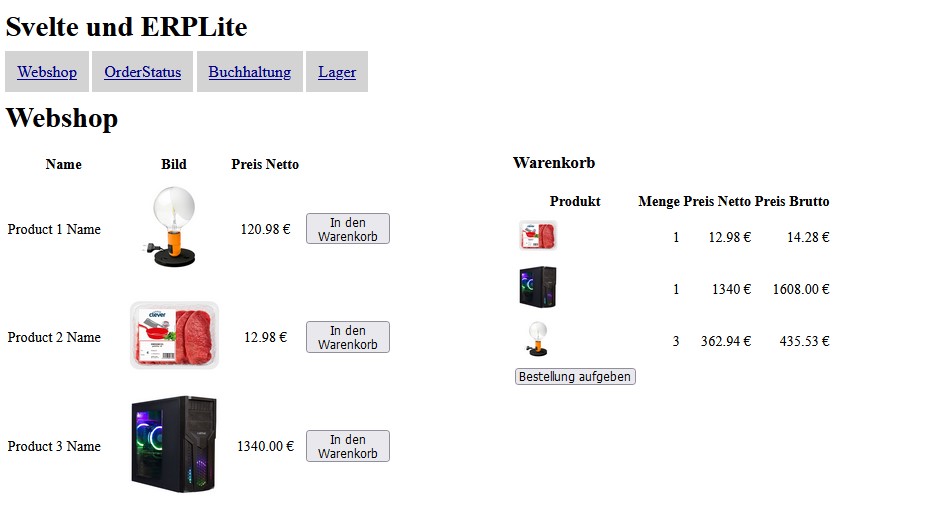 Svelte und ERPLite
Webshop OrderStatus Buchhaltung Lager
Webshop
Name Bild Preis Netto
Product 1 Name 120.98 € In den
Warenkorb
clever
Product 2 Name 12.98 € In den
Warenkorb
Product 3 Name 1340.00 € In den
Warenkorb
Warenkorb
Produkt Menge Preis Netto Preis Brutto
1 12.98 € 14.28 €
1 1340 € 1608.00 €
3 362.94 € 435.53 €
Bestellung aufgeben